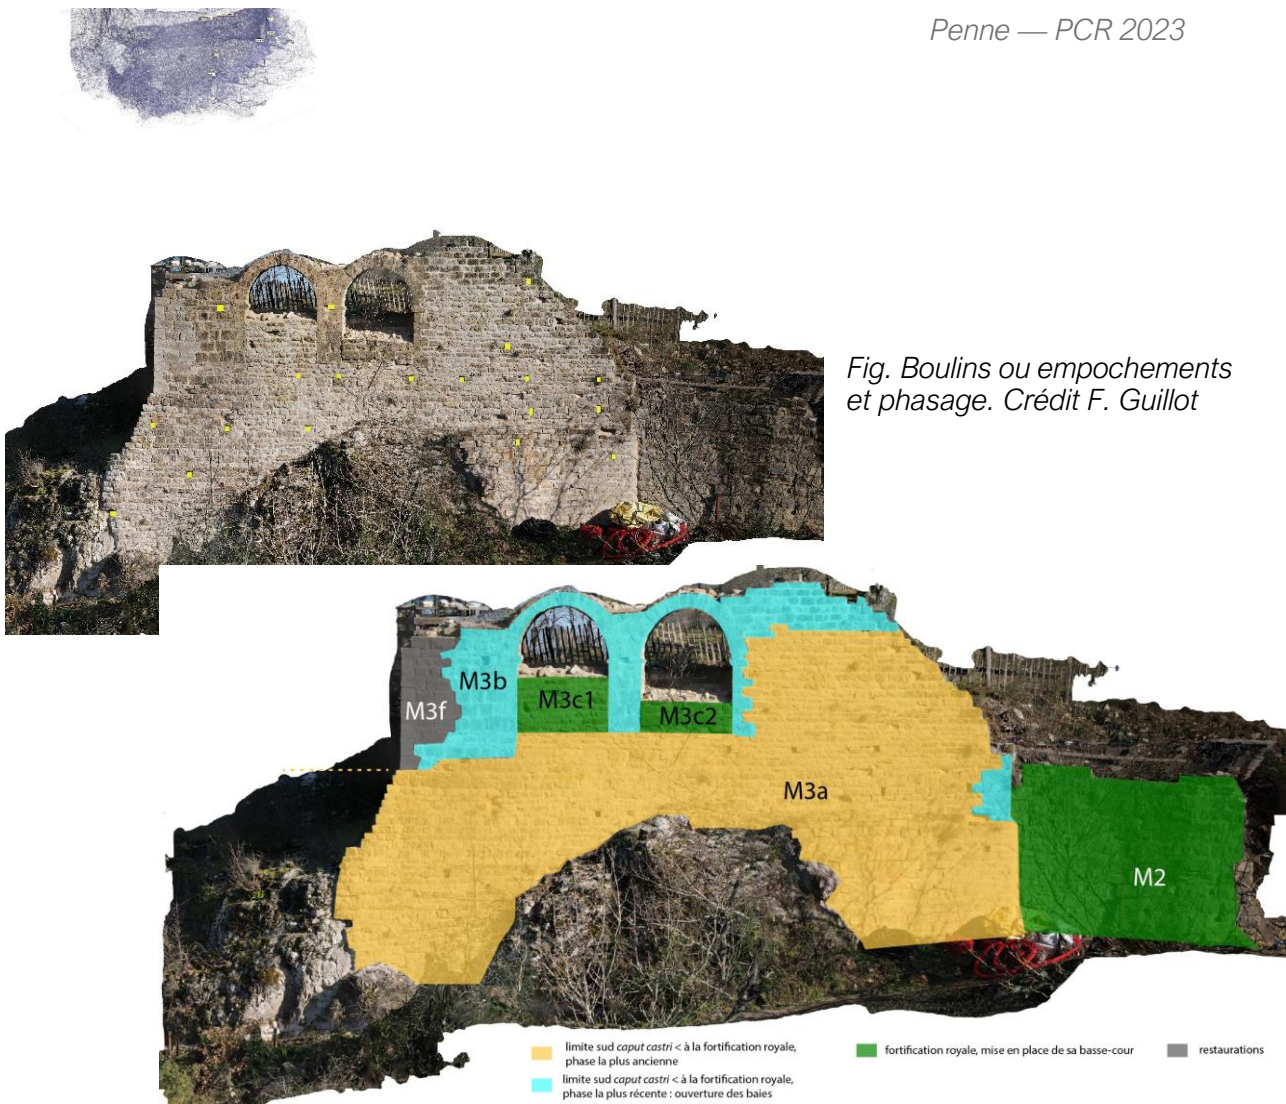 Penne — PCR 2023
Fig. Boulins ou empochements
et phasage. Crédit F. Guillot
M3b
M3c1
M3c2
M3f
M3a
M2
limite sud caput castri < à la fortification royale,
phase la plus ancienne
limite sud caput castri < à la fortification royale,
phase la plus récente : ouverture des baies
fortification royale, mise en place de sa basse-cour
restaurations